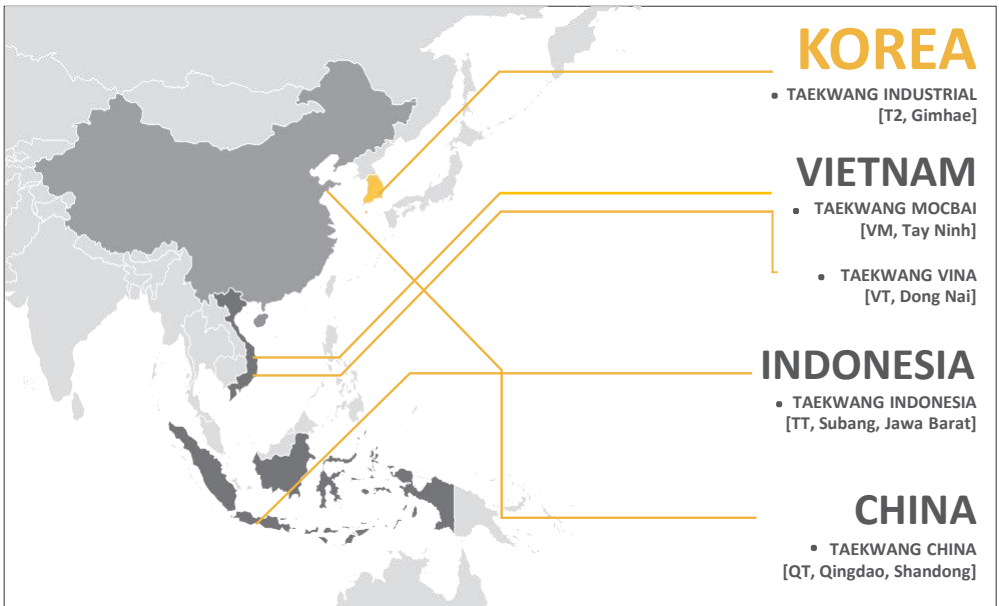 KOREA
• TAEKWANG INDUSTRIAL
[T2, Gimhae]
VIETNAM
• TAEKWANG MOCBAI
[VM, Tay Ninh]
• TAEKWANG VINA
[VT, Dong Nai]
INDONESIA
• TAEKWANG INDONESIA
[TT, Subang, Jawa Barat]
CHINA
• TAEKWANG CHINA
[QT, Qingdao, Shandong]